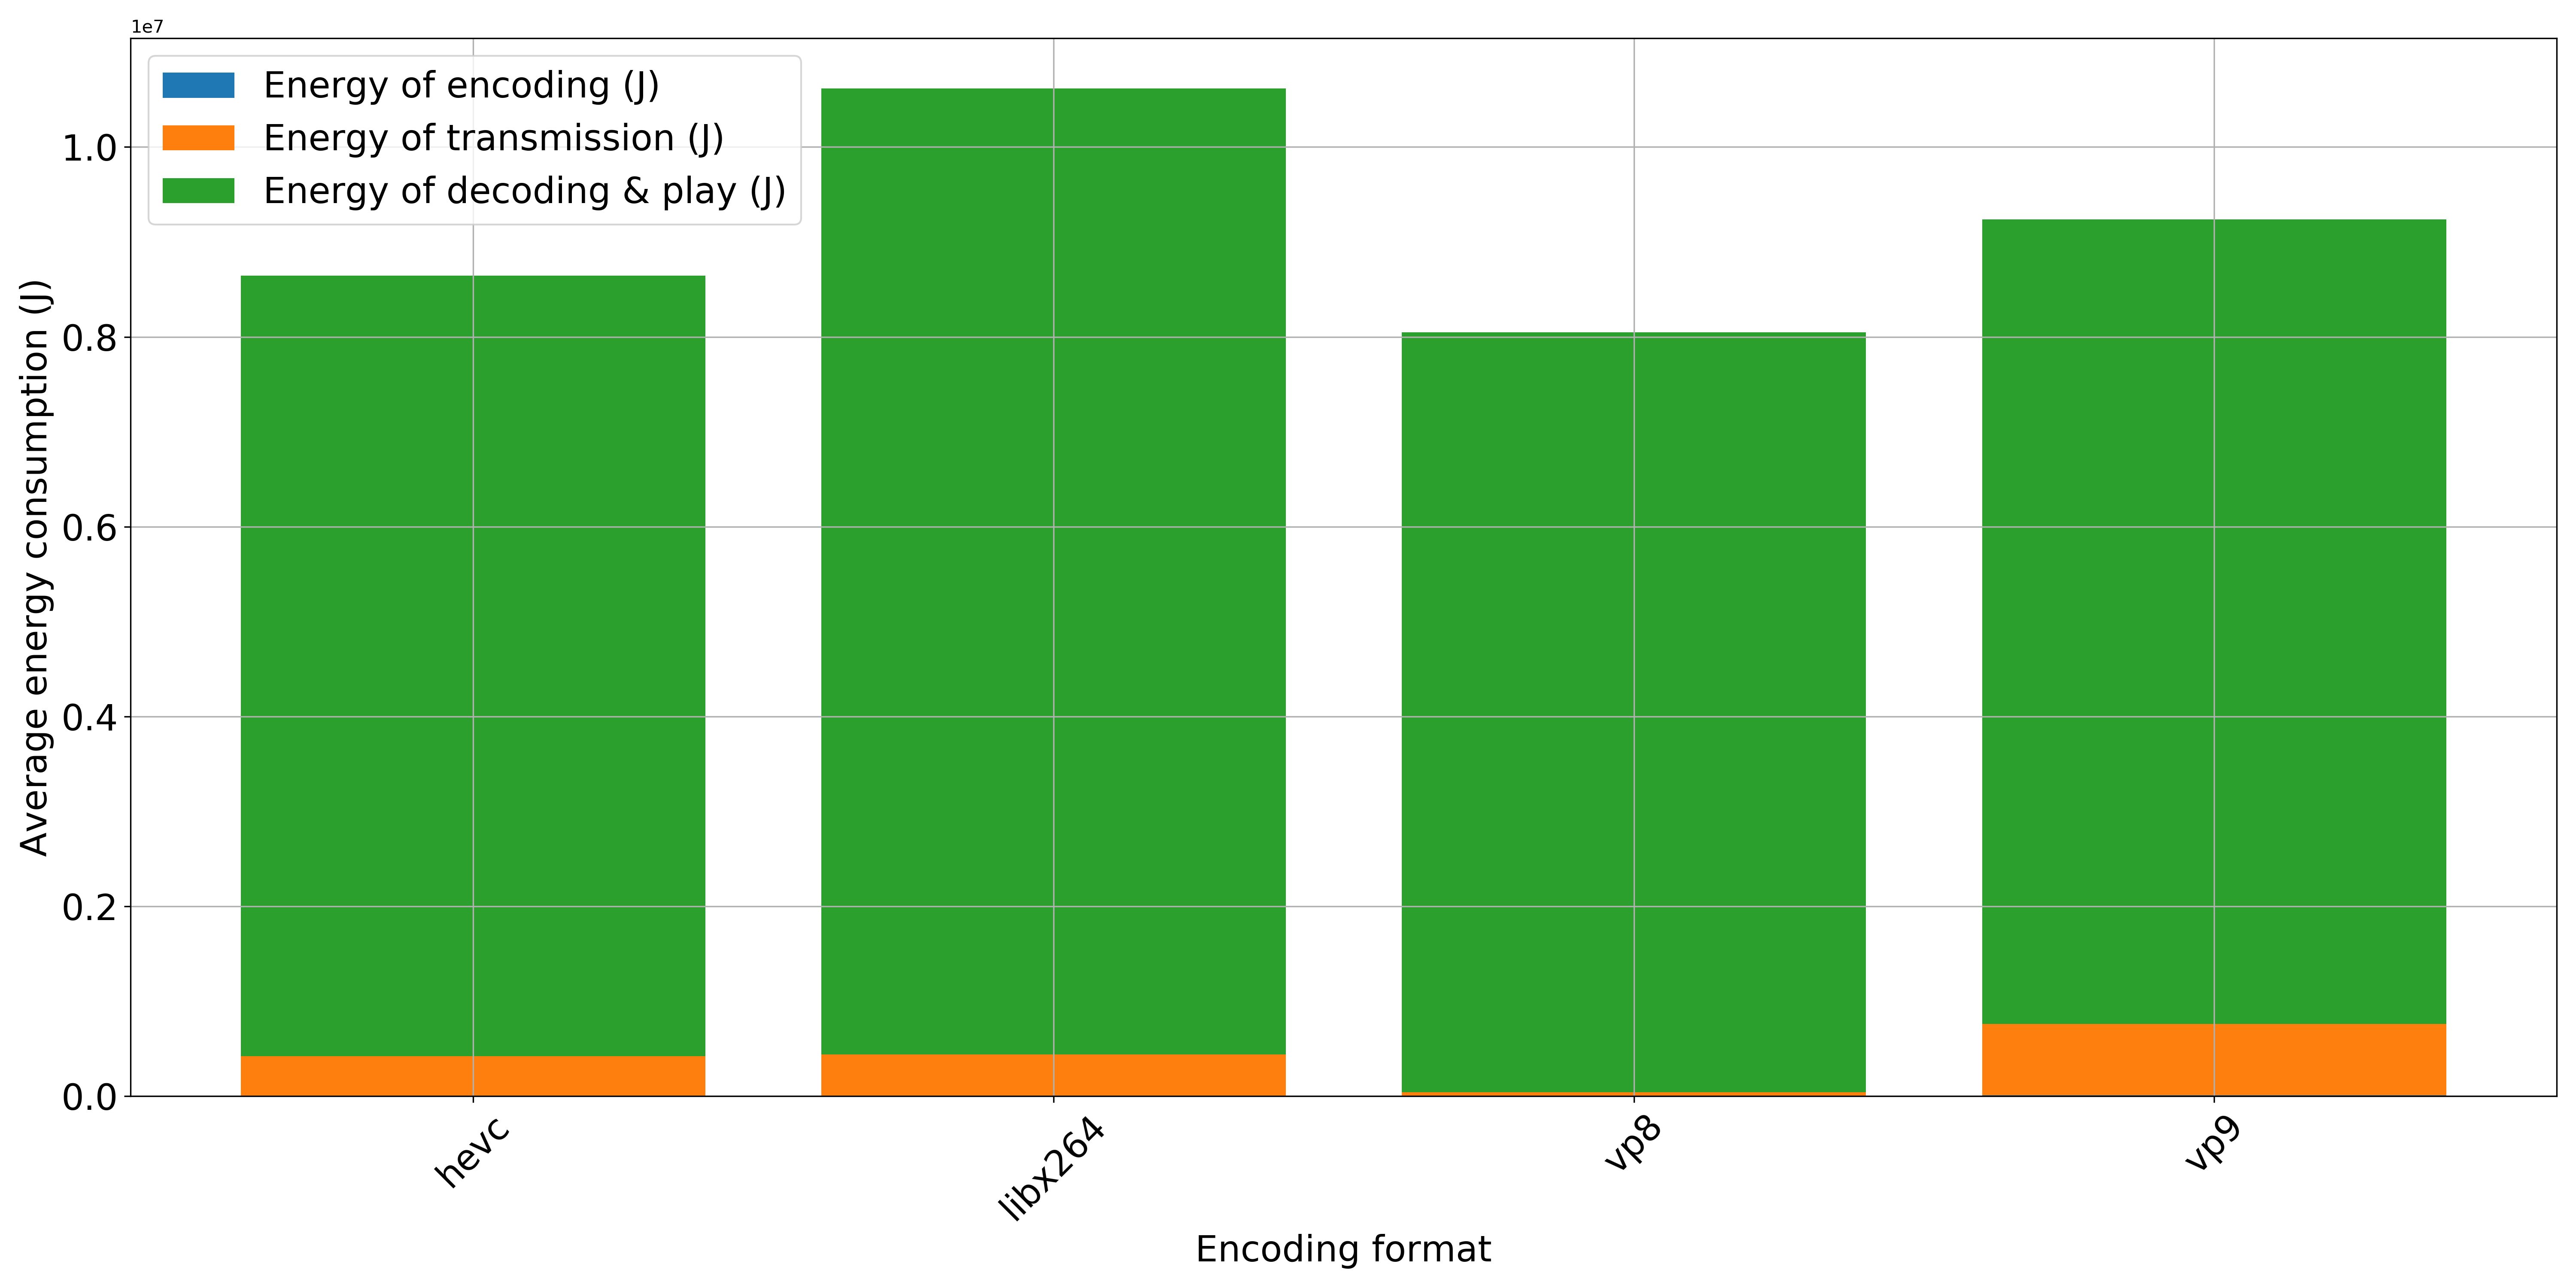 1e7
Energy of encoding (J)
Energy of transmission (J)
Energy of decoding & play (J)
Average energy consumption (J)
1.0
0.8
0.6
0.4
0.2
0.0
hevc
libx264
vp8
vp9
Encoding format